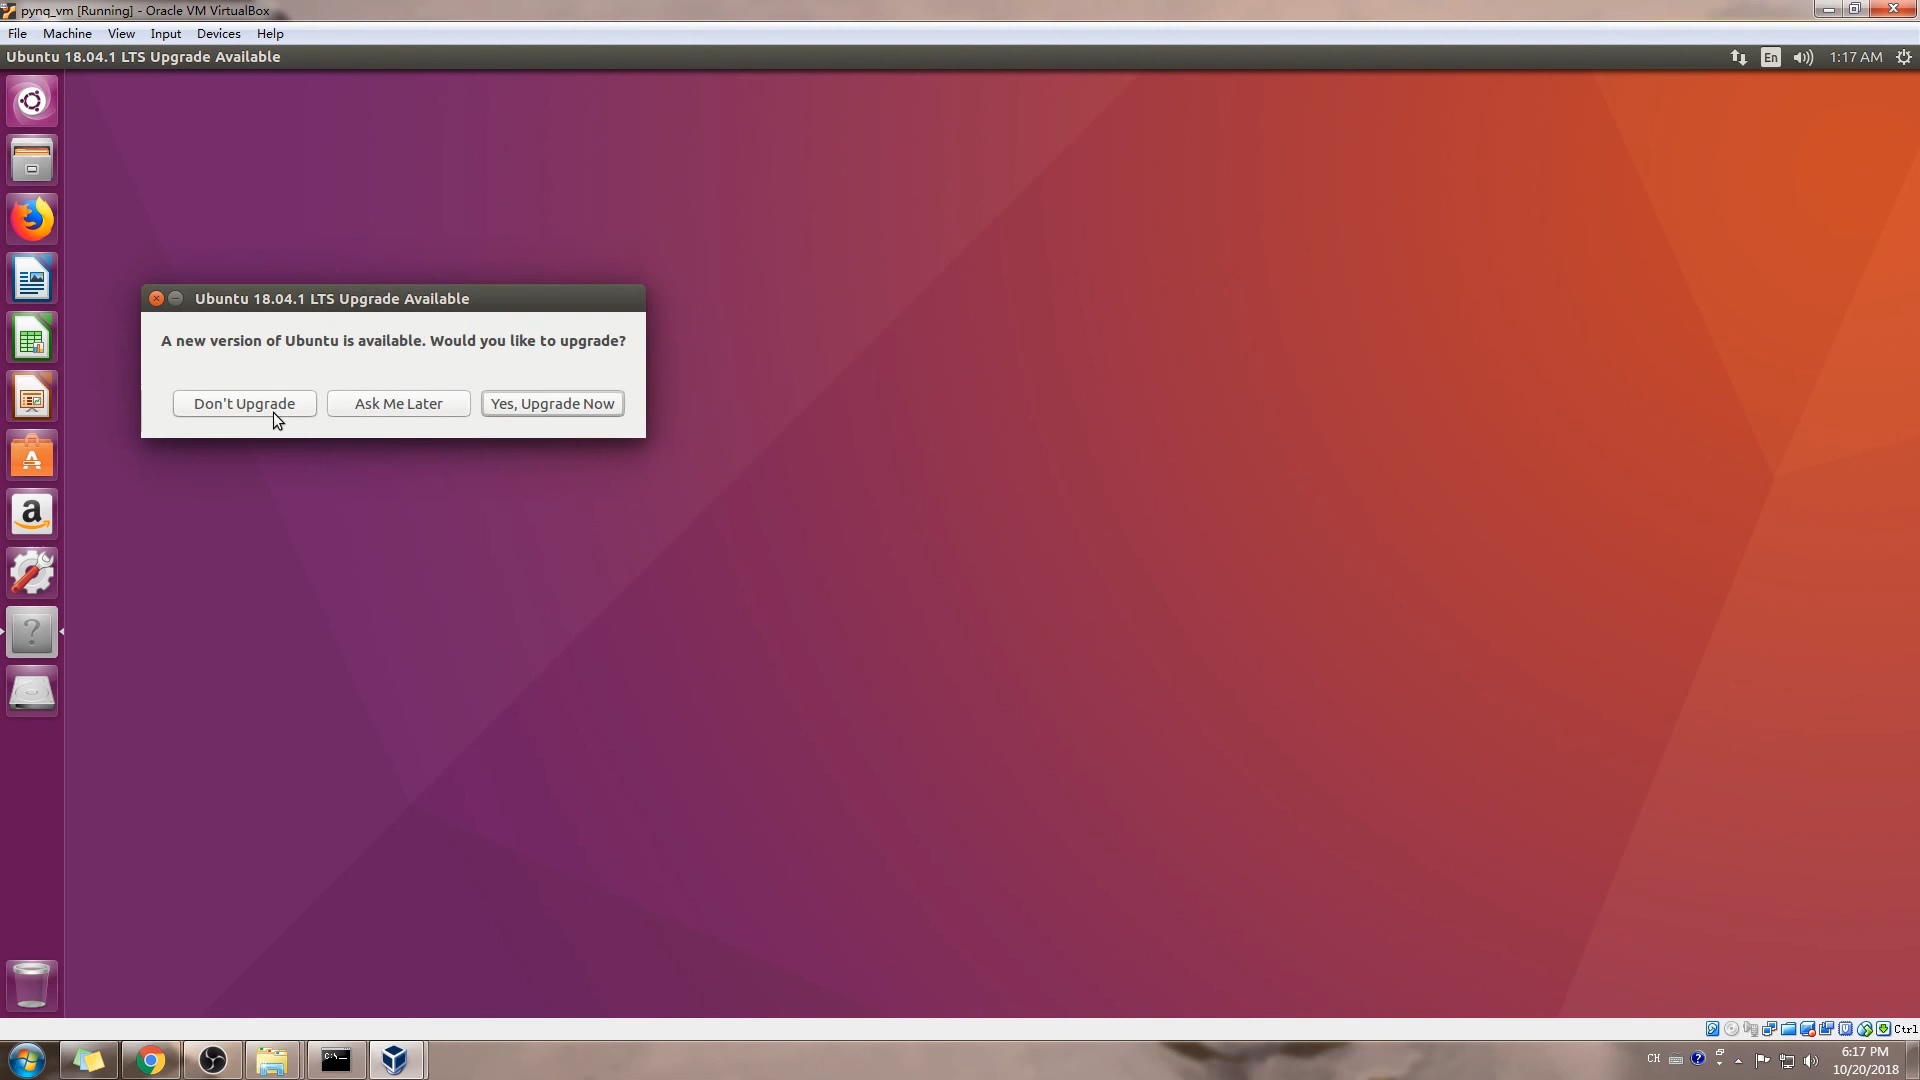 pynq_vm [Running] - Oracle VM VirtualBox
File Machine View Input Devices Help
Ubuntu 18.04.1 LTS Upgrade Available
En
1:17 AM
Ubuntu 18.04.1 LTS Upgrade Available
A new version of Ubuntu is available. Would you like to upgrade?
Don't Upgrade
Ask Me Later
Yes, Upgrade Now
Ctrl
CH
6:17 PM
10/20/2018